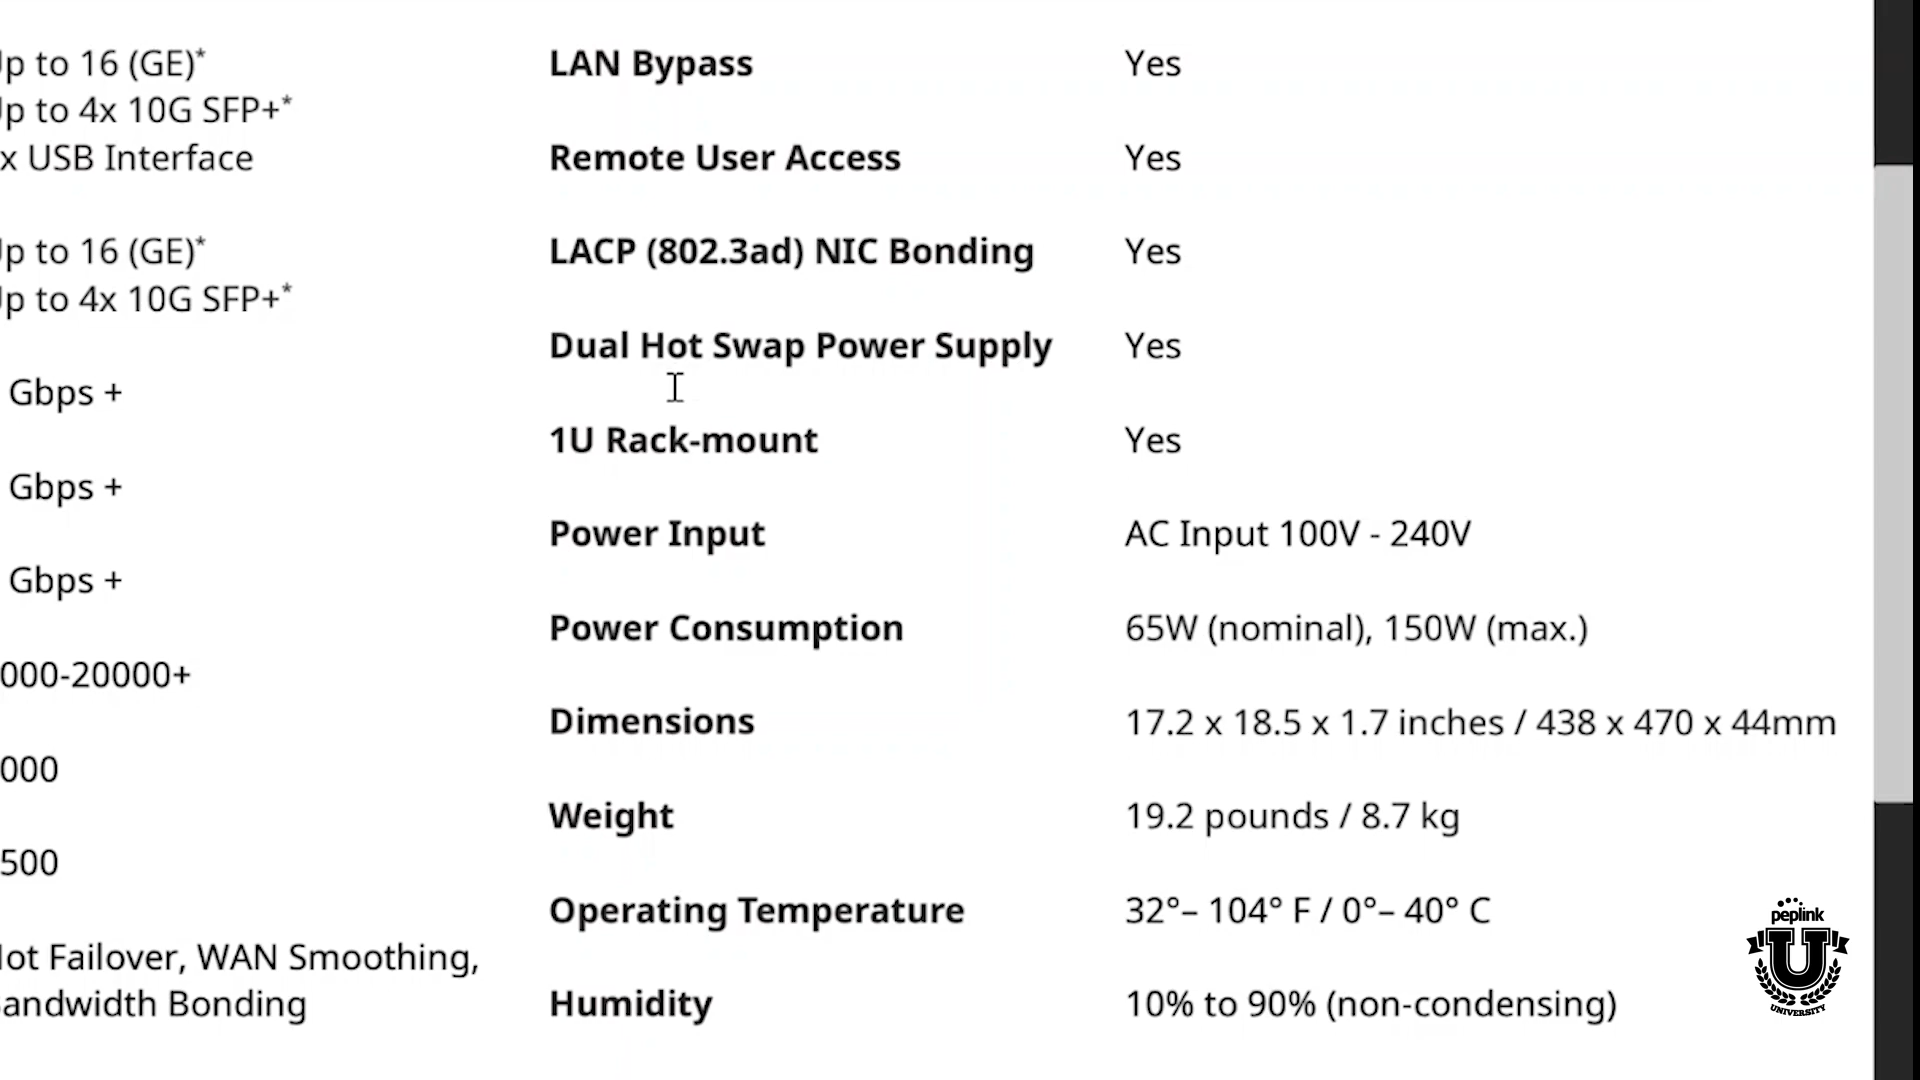 Up to 16 (GE)*
Up to 4x 10G SFP+*
x USB Interface
Up to 16 (GE)*
Up to 4x 10G SFP+*
Gbps +
Gbps +
Gbps +
000-20000+
000
500
Hot Failover, WAN Smoothing,
Bandwidth Bonding
LAN Bypass Yes
Remote User Access Yes
LACP (802.3ad) NIC Bonding Yes
Dual Hot Swap Power Supply Yes
1U Rack-mount Yes
Power Input AC Input 100V - 240V
Power Consumption 65W (nominal), 150W (max.)
Dimensions 17.2 x 18.5 x 1.7 inches / 438 x 470 x 44mm
Weight 19.2 pounds / 8.7 kg
Operating Temperature 32°– 104° F / 0°– 40° C
Humidity 10% to 90% (non-condensing)
peplink
U
UNIVERSITY